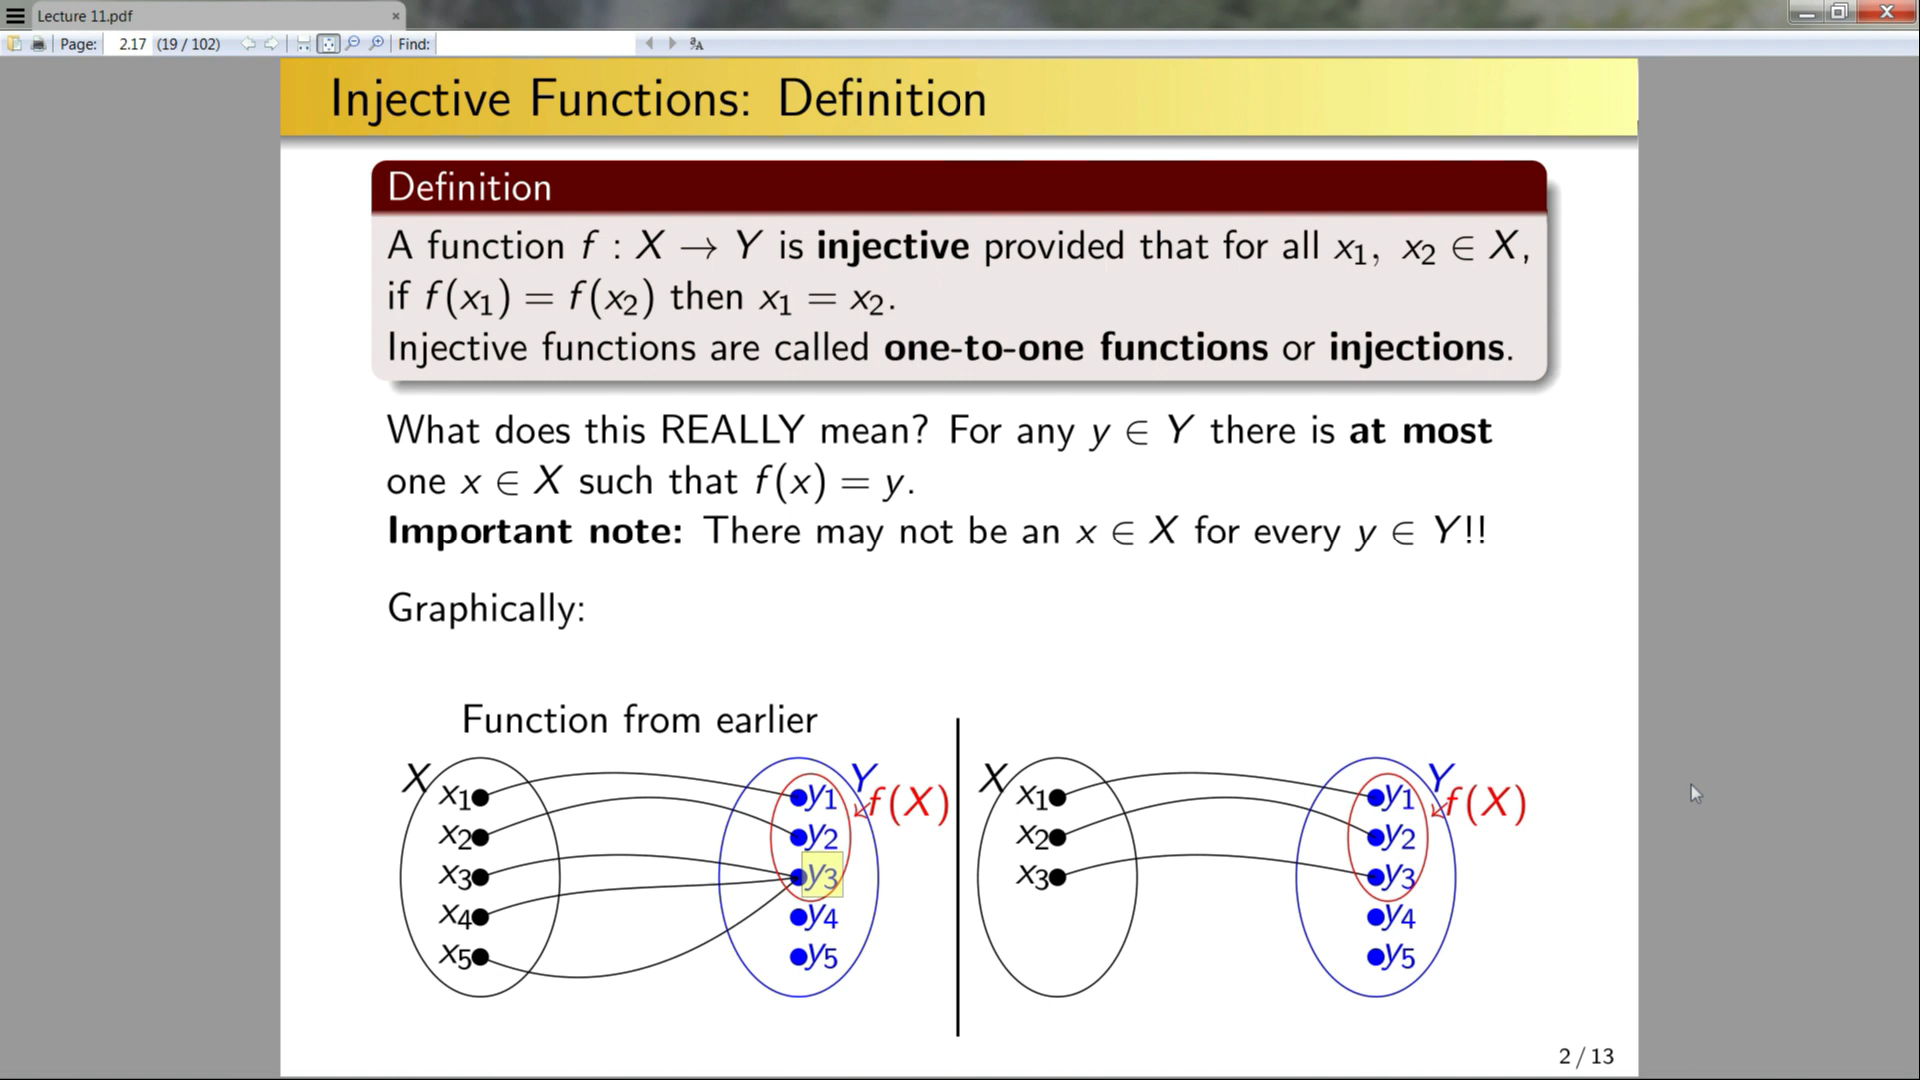 Lecture 11.pdf
Page: 2.17 (19 / 102) Find:
Injective Functions: Definition
Definition
A function f : X → Y is injective provided that for all x₁, x₂ ∈ X,
if f(x₁) = f(x₂) then x₁ = x₂.
Injective functions are called one-to-one functions or injections.
What does this REALLY mean? For any y ∈ Y there is at most
one x ∈ X such that f(x) = y.
Important note: There may not be an x ∈ X for every y ∈ Y!!
Graphically:
Function from earlier
X
x₁
x₂
x₃
x₄
x₅
Y
f(X)
y₁
y₂
y₃
y₄
y₅
X
x₁
x₂
x₃
Y
f(X)
y₁
y₂
y₃
y₄
y₅
2 / 13